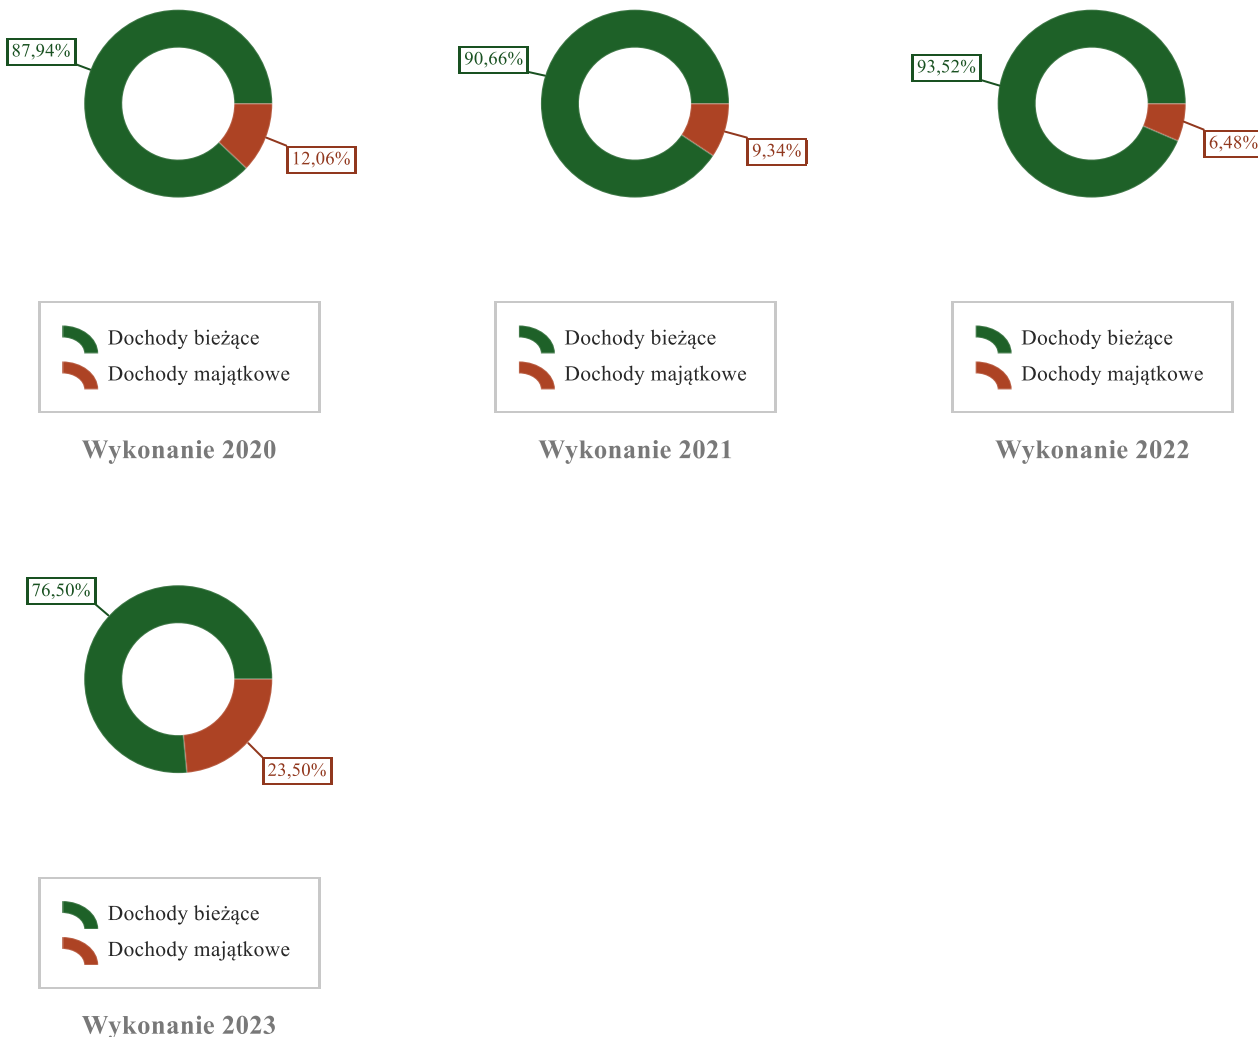 87,94%
12,06%
Dochody bieżące
Dochody majątkowe
Wykonanie 2020
90,66%
9,34%
Dochody bieżące
Dochody majątkowe
Wykonanie 2021
93,52%
6,48%
Dochody bieżące
Dochody majątkowe
Wykonanie 2022
76,50%
23,50%
Dochody bieżące
Dochody majątkowe
Wykonanie 2023